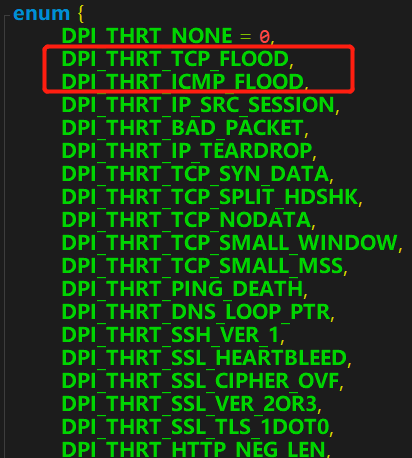 enum {
DPI_THRT_NONE = 0,
DPI_THRT_TCP_FLOOD,
DPI_THRT_ICMP_FLOOD,
DPI_THRT_IP_SRC_SESSION,
DPI_THRT_BAD_PACKET,
DPI_THRT_IP_TEARDROP,
DPI_THRT_TCP_SYN_DATA,
DPI_THRT_TCP_SPLIT_HDSHK,
DPI_THRT_TCP_NODATA,
DPI_THRT_TCP_SMALL_WINDOW,
DPI_THRT_TCP_SMALL_MSS,
DPI_THRT_PING_DEATH,
DPI_THRT_DNS_LOOP_PTR,
DPI_THRT_SSH_VER_1,
DPI_THRT_SSL_HEARTBLEED,
DPI_THRT_SSL_CIPHER_OVF,
DPI_THRT_SSL_VER_2OR3,
DPI_THRT_SSL_TLS_1DOT0,
DPI_THRT_HTTP_NEG_LEN,